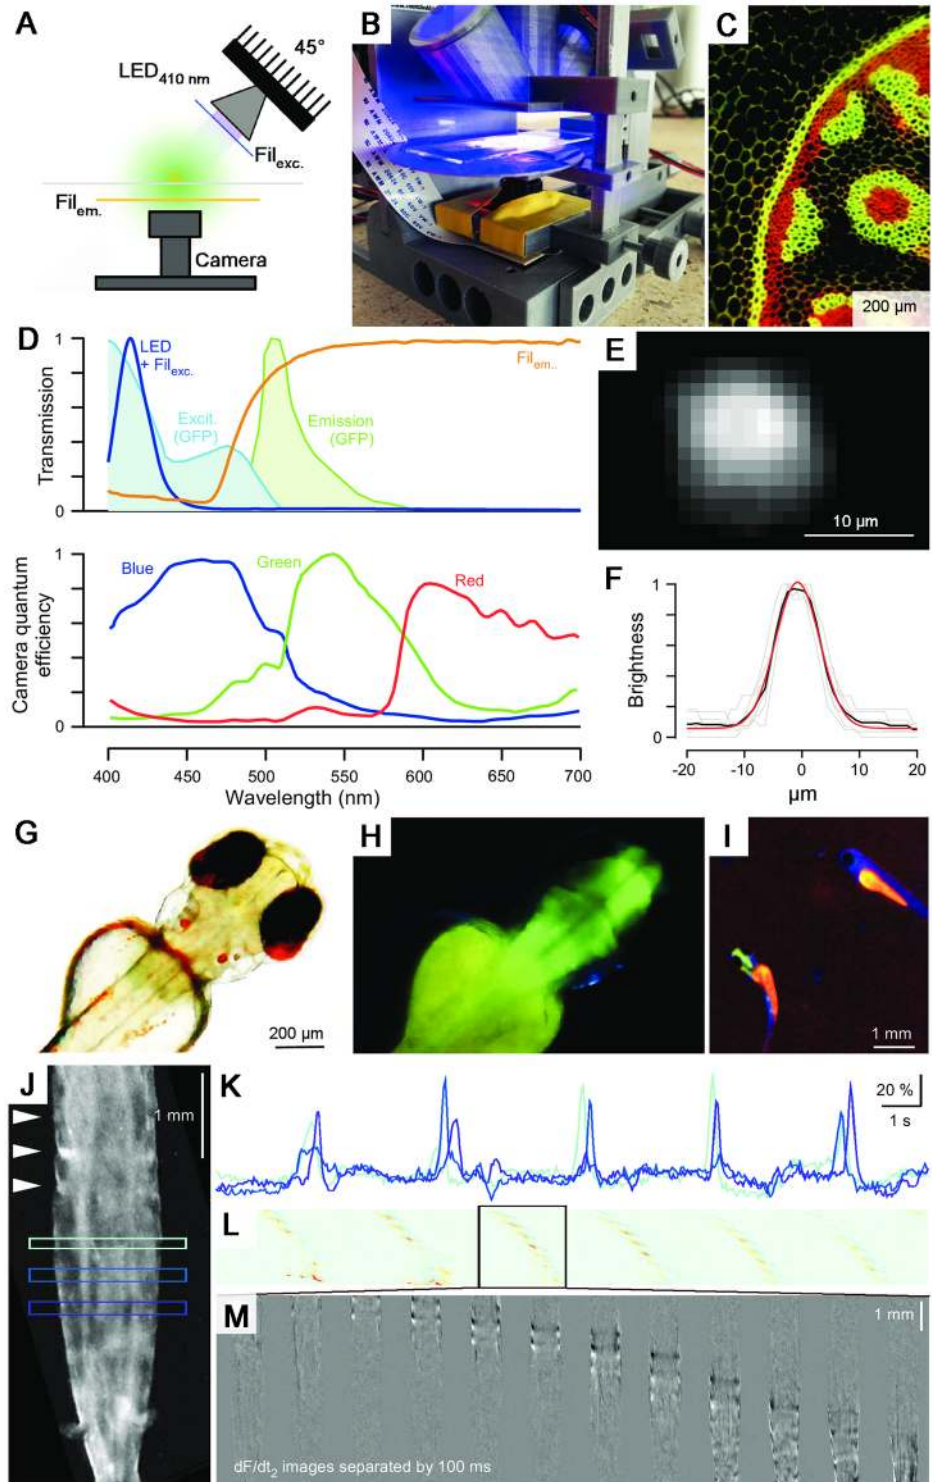 A
45°
LED410 nm
Filexc.
Filem.
Camera
B
C
200 µm
D
1
Transmission
0
LED
+ Filexc.
Excit.
(GFP)
Emission
(GFP)
Filem..
1
Camera quantum
efficiency
0
Blue
Green
Red
400
450
500
550
600
650
700
Wavelength (nm)
E
10 µm
F
1
Brightness
0
-20
-10
0
10
20
µm
G
200 µm
H
I
1 mm
J
1 mm
K
20 %
1 s
L
M
1 mm
dF/dt2 images separated by 100 ms